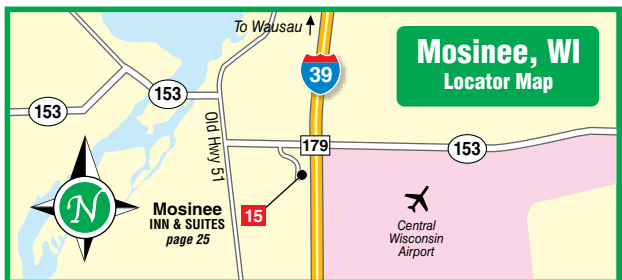 To Wausau
39
Mosinee, WI
Locator Map
153
153
Old Hwy 51
179
153
N
Mosinee
INN & SUITES
page 25
15
Central
Wisconsin
Airport